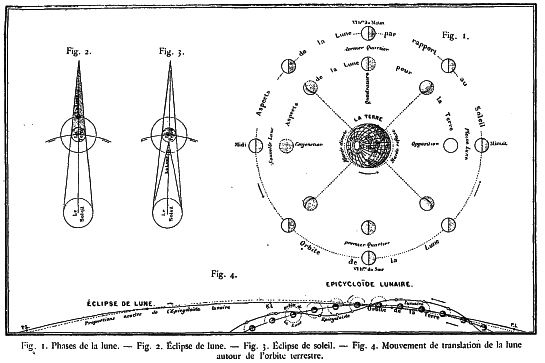 Fig. 2.
Fig. 3.
Fig. 1.
VI h. du Matin
Aspects de la Lune par rapport au Soleil
dernier Quartier
Aspects de la Lune pour la Terre
Quadrature
LA TERRE
Midi
Nouvelle Lune
Conjonction
Opposition
Pleine Lune
Minuit
premier Quartier
Orbite de la Lune
VI h. du Soir
Le Soleil
Le Soleil
Fig. 4.
EPICYCLOÏDE LUNAIRE.
ÉCLIPSE DE LUNE.
Proportions exactes de l'Epicycloïde lunaire
Orbite de la Terre
Fig. 1. Phases de la lune. — Fig. 2. Éclipse de lune. — Fig. 3. Éclipse de soleil. — Fig. 4. Mouvement de translation de la lune
autour de l'orbite terrestre.